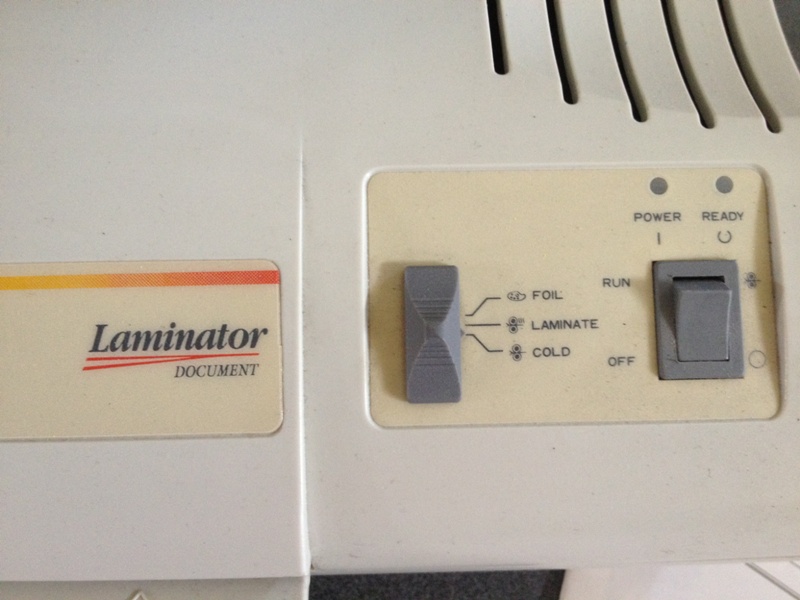 Laminator
DOCUMENT
POWER READY
FOIL
LAMINATE
COLD
RUN
OFF